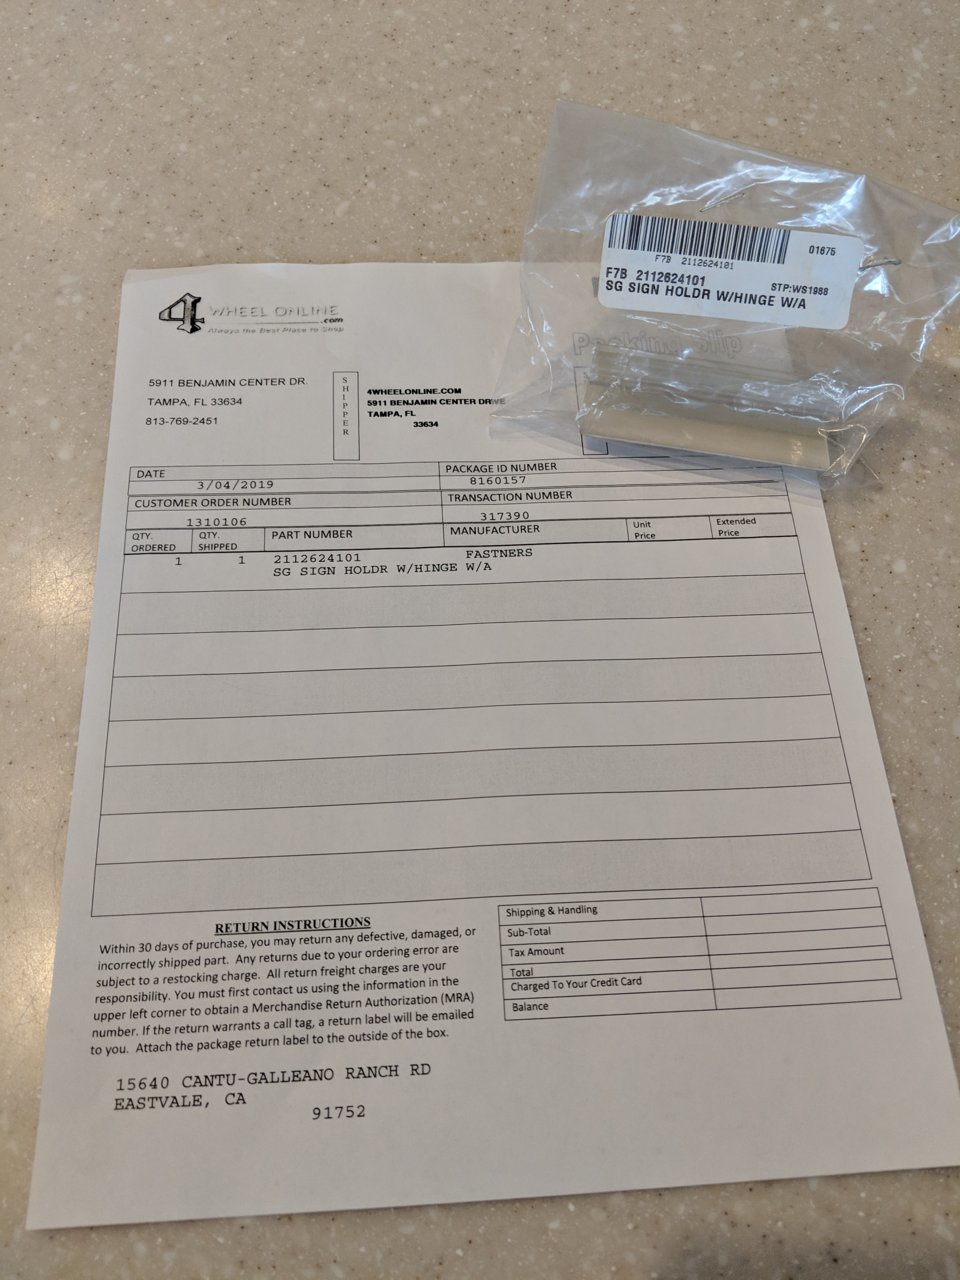 01675
F7B 2112624101
F7B 2112624101
STP:WS1988
SG SIGN HOLDR W/HINGE W/A
4 WHEEL ONLINE
.com
Always the Best Place to Shop
Packing Slip
5911 BENJAMIN CENTER DR.
TAMPA, FL 33634
813-769-2451
SHIPPER
4WHEELONLINE.COM
5911 BENJAMIN CENTER DRIVE
TAMPA, FL
33634
DATE
3/04/2019
PACKAGE ID NUMBER
8160157
CUSTOMER ORDER NUMBER
1310106
TRANSACTION NUMBER
317390
QTY. ORDERED
QTY. SHIPPED
PART NUMBER
MANUFACTURER
Unit Price
Extended Price
1 1 2112624101 FASTNERS
SG SIGN HOLDR W/HINGE W/A
RETURN INSTRUCTIONS
Within 30 days of purchase, you may return any defective, damaged, or
incorrectly shipped part. Any returns due to your ordering error are
subject to a restocking charge. All return freight charges are your
responsibility. You must first contact us using the information in the
upper left corner to obtain a Merchandise Return Authorization (MRA)
number. If the return warrants a call tag, a return label will be emailed
to you. Attach the package return label to the outside of the box.
Shipping & Handling
Sub-Total
Tax Amount
Total
Charged To Your Credit Card
Balance
15640 CANTU-GALLEANO RANCH RD
EASTVALE, CA
91752